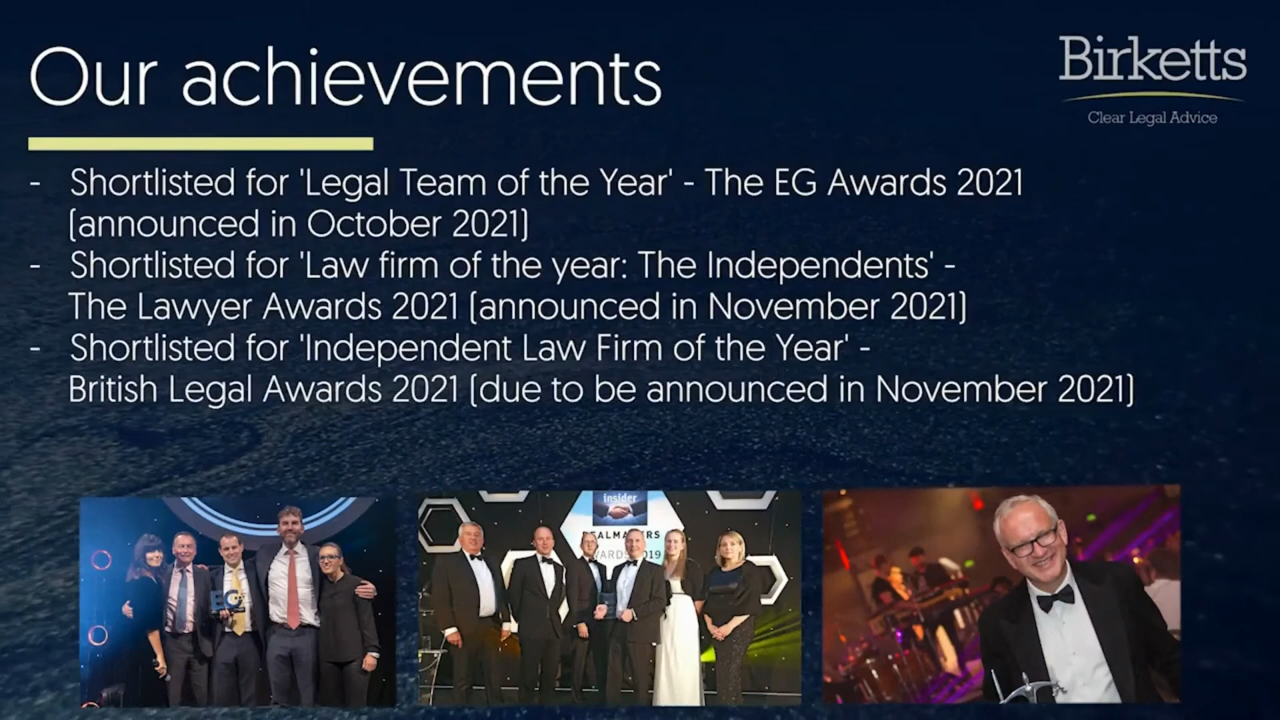 Our achievements
Birketts
Clear Legal Advice
- Shortlisted for 'Legal Team of the Year' - The EG Awards 2021
(announced in October 2021)
- Shortlisted for 'Law firm of the year: The Independents' -
The Lawyer Awards 2021 (announced in November 2021)
- Shortlisted for 'Independent Law Firm of the Year' -
British Legal Awards 2021 (due to be announced in November 2021)
EG
insider